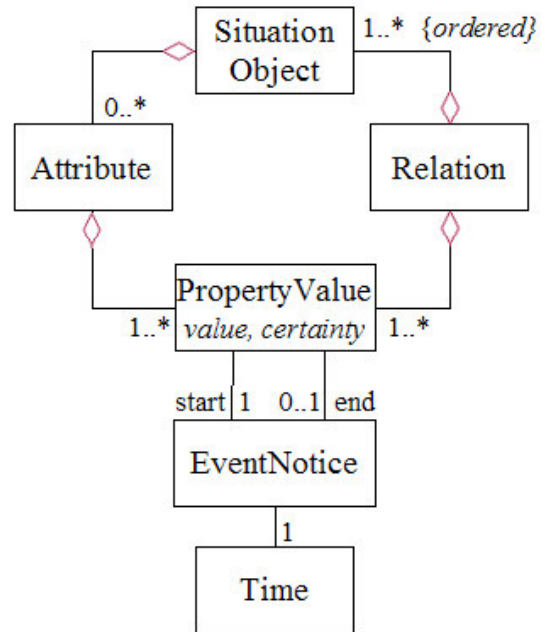 Situation
Object
1..* {ordered}
0..*
Attribute
Relation
PropertyValue
value, certainty
1..*
1..*
start 1
0..1 end
EventNotice
1
Time